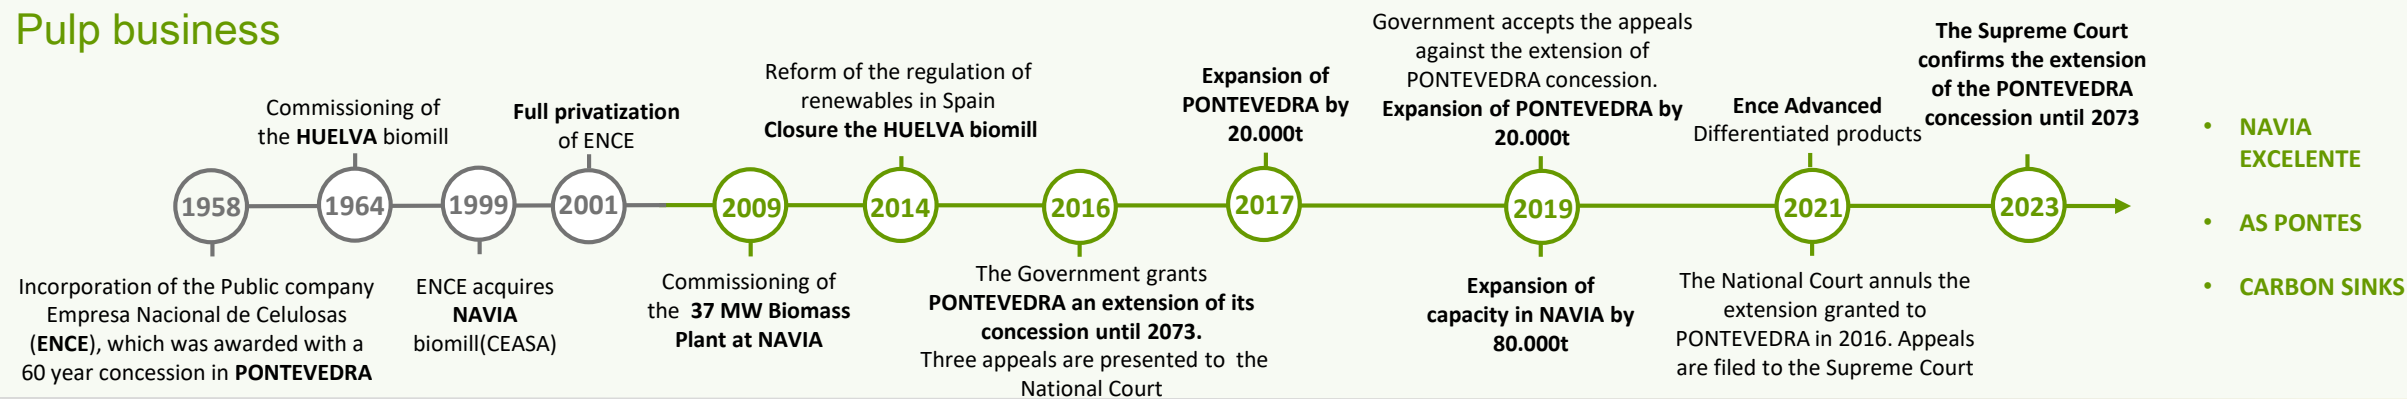 Pulp business
1958
Incorporation of the Public company
Empresa Nacional de Celulosas
(ENCE), which was awarded with a
60 year concession in PONTEVEDRA
Commissioning of
the HUELVA biomill
1964
1999
ENCE acquires
NAVIA
biomill(CEASA)
Full privatization
of ENCE
2001
2009
Commissioning of
the 37 MW Biomass
Plant at NAVIA
Reform of the regulation of
renewables in Spain
Closure the HUELVA biomill
2014
2016
The Government grants
PONTEVEDRA an extension of its
concession until 2073.
Three appeals are presented to the
National Court
Expansion of
PONTEVEDRA by
20.000t
2017
Government accepts the appeals
against the extension of
PONTEVEDRA concession.
Expansion of PONTEVEDRA by
20.000t
2019
Expansion of
capacity in NAVIA by
80.000t
Ence Advanced
Differentiated products
2021
The National Court annuls the
extension granted to
PONTEVEDRA in 2016. Appeals
are filed to the Supreme Court
The Supreme Court
confirms the extension
of the PONTEVEDRA
concession until 2073
2023
• NAVIA
EXCELENTE
• AS PONTES
• CARBON SINKS